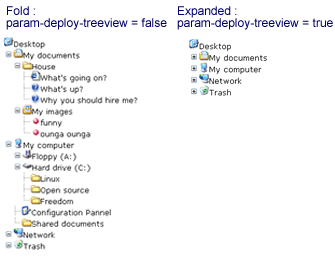 Fold :
param-deploy-treeview = false
Desktop
My documents
House
What's going on?
What's up?
Why you should hire me?
My images
funny
ounga ounga
My computer
Floppy (A:)
Hard drive (C:)
Linux
Open source
Freedom
Configuration Pannel
Shared documents
Network
Trash
Expanded :
param-deploy-treeview = true
Desktop
My documents
My computer
Network
Trash